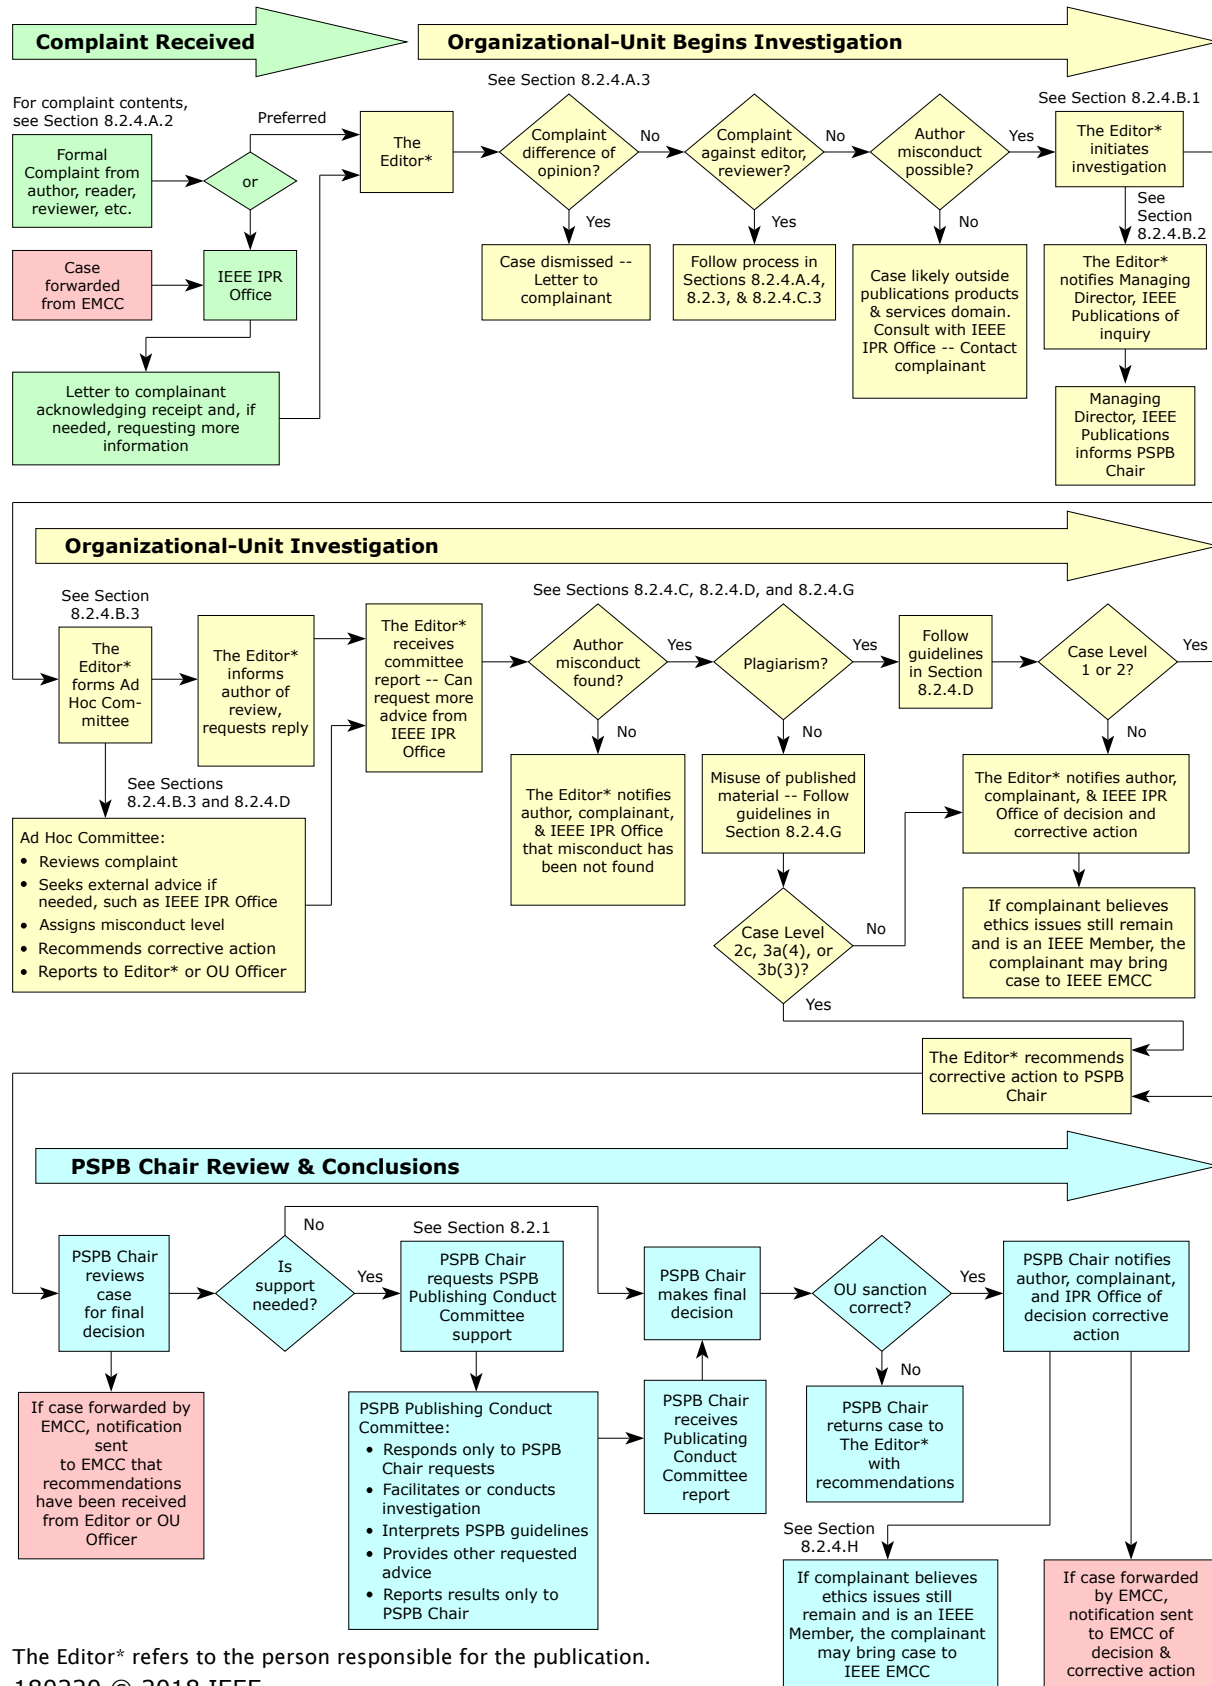 Complaint Received
Organizational-Unit Begins Investigation
For complaint contents,
see Section 8.2.4.A.2
Formal
Complaint from
author, reader,
reviewer, etc.
or
Preferred
Case
forwarded
from EMCC
IEEE IPR
Office
Letter to complainant
acknowledging receipt and, if
needed, requesting more
information
The
Editor*
See Section 8.2.4.A.3
Complaint
difference of
opinion?
No
Yes
Case dismissed --
Letter to
complainant
Complaint
against editor,
reviewer?
No
Yes
Follow process in
Sections 8.2.4.A.4,
8.2.3, & 8.2.4.C.3
Author
misconduct
possible?
Yes
No
Case likely outside
publications products
& services domain.
Consult with IEEE
IPR Office -- Contact
complainant
See Section 8.2.4.B.1
The Editor*
initiates
investigation
See
Section
8.2.4.B.2
The Editor*
notifies Managing
Director, IEEE
Publications of
inquiry
Managing
Director, IEEE
Publications
informs PSPB
Chair
Organizational-Unit Investigation
See Section
8.2.4.B.3
The
Editor*
forms Ad
Hoc Com-
mittee
The Editor*
informs
author of
review,
requests reply
See Sections
8.2.4.B.3 and 8.2.4.D
Ad Hoc Committee:
• Reviews complaint
• Seeks external advice if
needed, such as IEEE IPR Office
• Assigns misconduct level
• Recommends corrective action
• Reports to Editor* or OU Officer
The Editor*
receives
committee
report -- Can
request more
advice from
IEEE IPR
Office
See Sections 8.2.4.C, 8.2.4.D, and 8.2.4.G
Author
misconduct
found?
Yes
No
The Editor* notifies
author, complainant,
& IEEE IPR Office
that misconduct has
been not found
Plagiarism?
Yes
No
Misuse of published
material -- Follow
guidelines in
Section 8.2.4.G
Case Level
2c, 3a(4), or
3b(3)?
No
Yes
Follow
guidelines
in Section
8.2.4.D
Case Level
1 or 2?
Yes
No
The Editor* notifies author,
complainant, & IEEE IPR
Office of decision and
corrective action
If complainant believes
ethics issues still remain
and is an IEEE Member, the
complainant may bring
case to IEEE EMCC
The Editor* recommends
corrective action to PSPB
Chair
PSPB Chair Review & Conclusions
PSPB Chair
reviews
case
for final
decision
If case forwarded by
EMCC, notification
sent
to EMCC that
recommendations
have been received
from Editor or OU
Officer
Is
support
needed?
No
Yes
See Section 8.2.1
PSPB Chair
requests PSPB
Publishing Conduct
Committee
support
PSPB Publishing Conduct
Committee:
• Responds only to PSPB
Chair requests
• Facilitates or conducts
investigation
• Interprets PSPB guidelines
• Provides other requested
advice
• Reports results only to
PSPB Chair
PSPB Chair
makes final
decision
PSPB Chair
receives
Publicating
Conduct
Committee
report
OU sanction
correct?
Yes
No
PSPB Chair
returns case to
The Editor*
with
recommendations
PSPB Chair notifies
author, complainant,
and IPR Office of
decision corrective
action
See Section
8.2.4.H
If complainant believes
ethics issues still
remain and is an IEEE
Member, the complainant
may bring case to
IEEE EMCC
If case forwarded
by EMCC,
notification sent
to EMCC of
decision &
corrective action
The Editor* refers to the person responsible for the publication.
180220 © 2018 IEEE